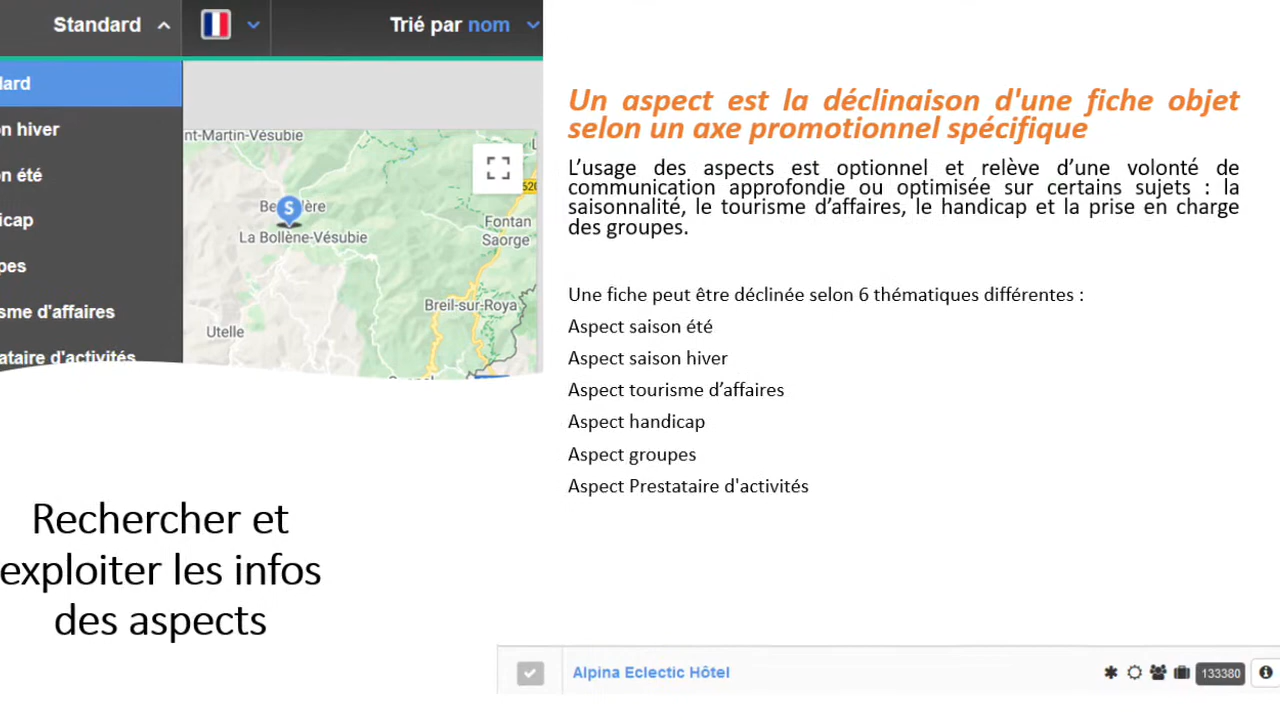 Standard
Trié par nom
lard
n hiver
n été
icap
pes
sme d'affaires
ataire d'activités
nt-Martin-Vésubie
La Bollène-Vésubie
Fontan
Saorge
Breil-sur-Roya
Utelle
S
Rechercher et
exploiter les infos
des aspects
Un aspect est la déclinaison d'une fiche objet
selon un axe promotionnel spécifique
L’usage des aspects est optionnel et relève d’une volonté de
communication approfondie ou optimisée sur certains sujets : la
saisonnalité, le tourisme d’affaires, le handicap et la prise en charge
des groupes.
Une fiche peut être déclinée selon 6 thématiques différentes :
Aspect saison été
Aspect saison hiver
Aspect tourisme d’affaires
Aspect handicap
Aspect groupes
Aspect Prestataire d'activités
Alpina Eclectic Hôtel
133380